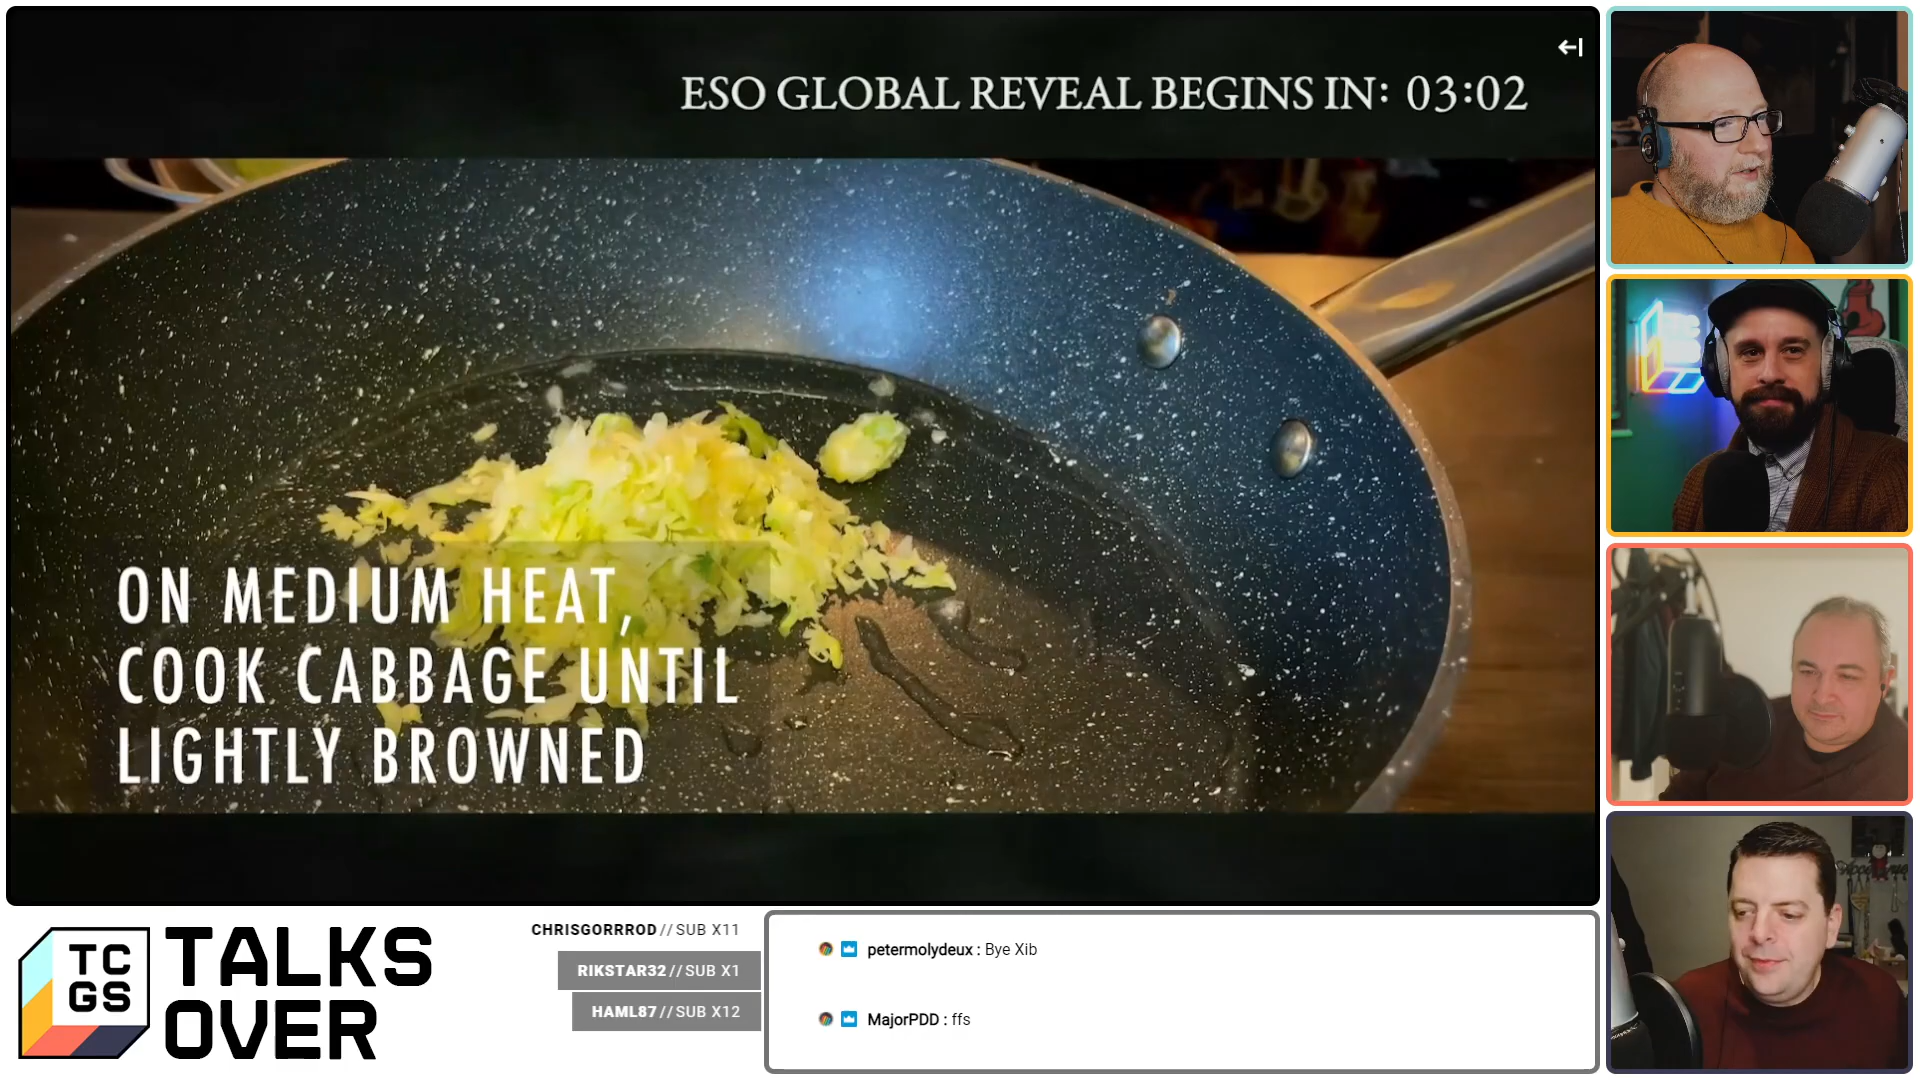 ESO GLOBAL REVEAL BEGINS IN: 03:02
ON MEDIUM HEAT,
COOK CABBAGE UNTIL
LIGHTLY BROWNED
TC
GS
TALKS
OVER
CHRISGORRROD // SUB X11
RIKSTAR32 // SUB X1
HAML87 // SUB X12
petermolydeux : Bye Xib
MajorPDD : ffs